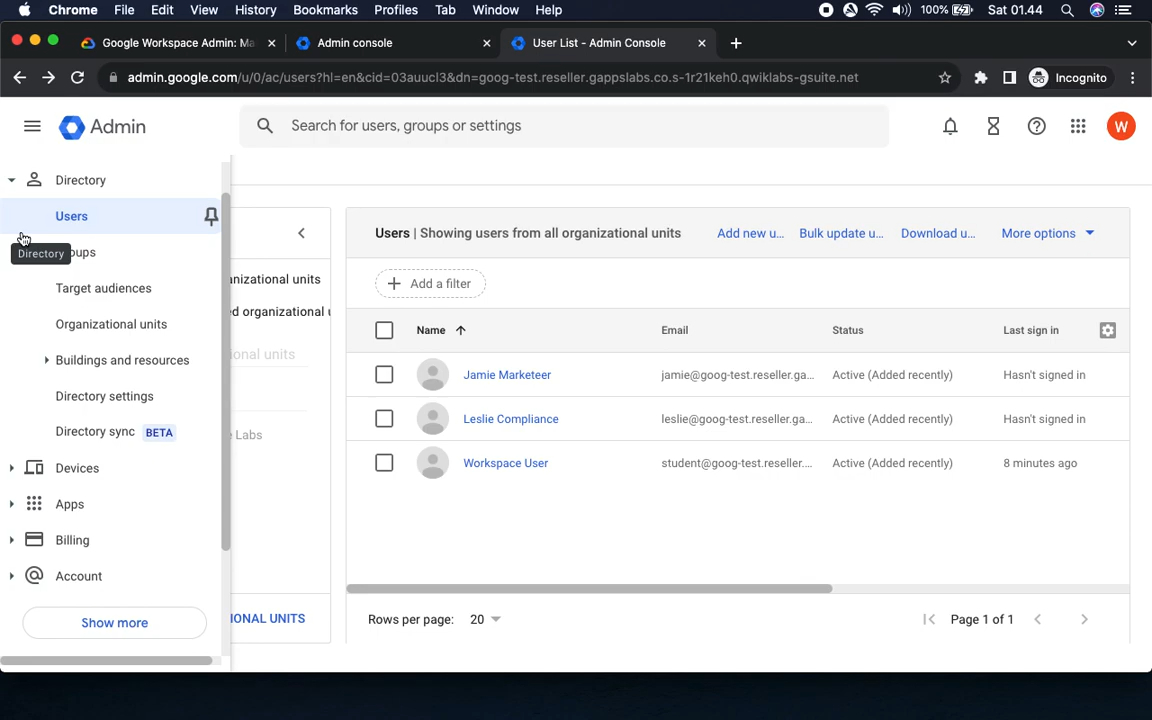 Chrome File Edit View History Bookmarks Profiles Tab Window Help 100% Sat 01.44
Google Workspace Admin: Ma Admin console User List - Admin Console
admin.google.com/u/0/ac/users?hl=en&cid=03auucl3&dn=goog-test.reseller.gappslabs.co.s-1r21keh0.qwiklabs-gsuite.net Incognito
Admin Search for users, groups or settings W
Directory
Users
Directory
oups
Target audiences
Organizational units
Buildings and resources
Directory settings
Directory sync BETA
Devices
Apps
Billing
Account
Show more
anizational units
ed organizational u
ional units
e Labs
IONAL UNITS
Users | Showing users from all organizational units Add new u... Bulk update u... Download u... More options
+ Add a filter
Name Email Status Last sign in
Jamie Marketeer jamie@goog-test.reseller.ga... Active (Added recently) Hasn't signed in
Leslie Compliance leslie@goog-test.reseller.ga... Active (Added recently) Hasn't signed in
Workspace User student@goog-test.reseller.... Active (Added recently) 8 minutes ago
Rows per page: 20 Page 1 of 1